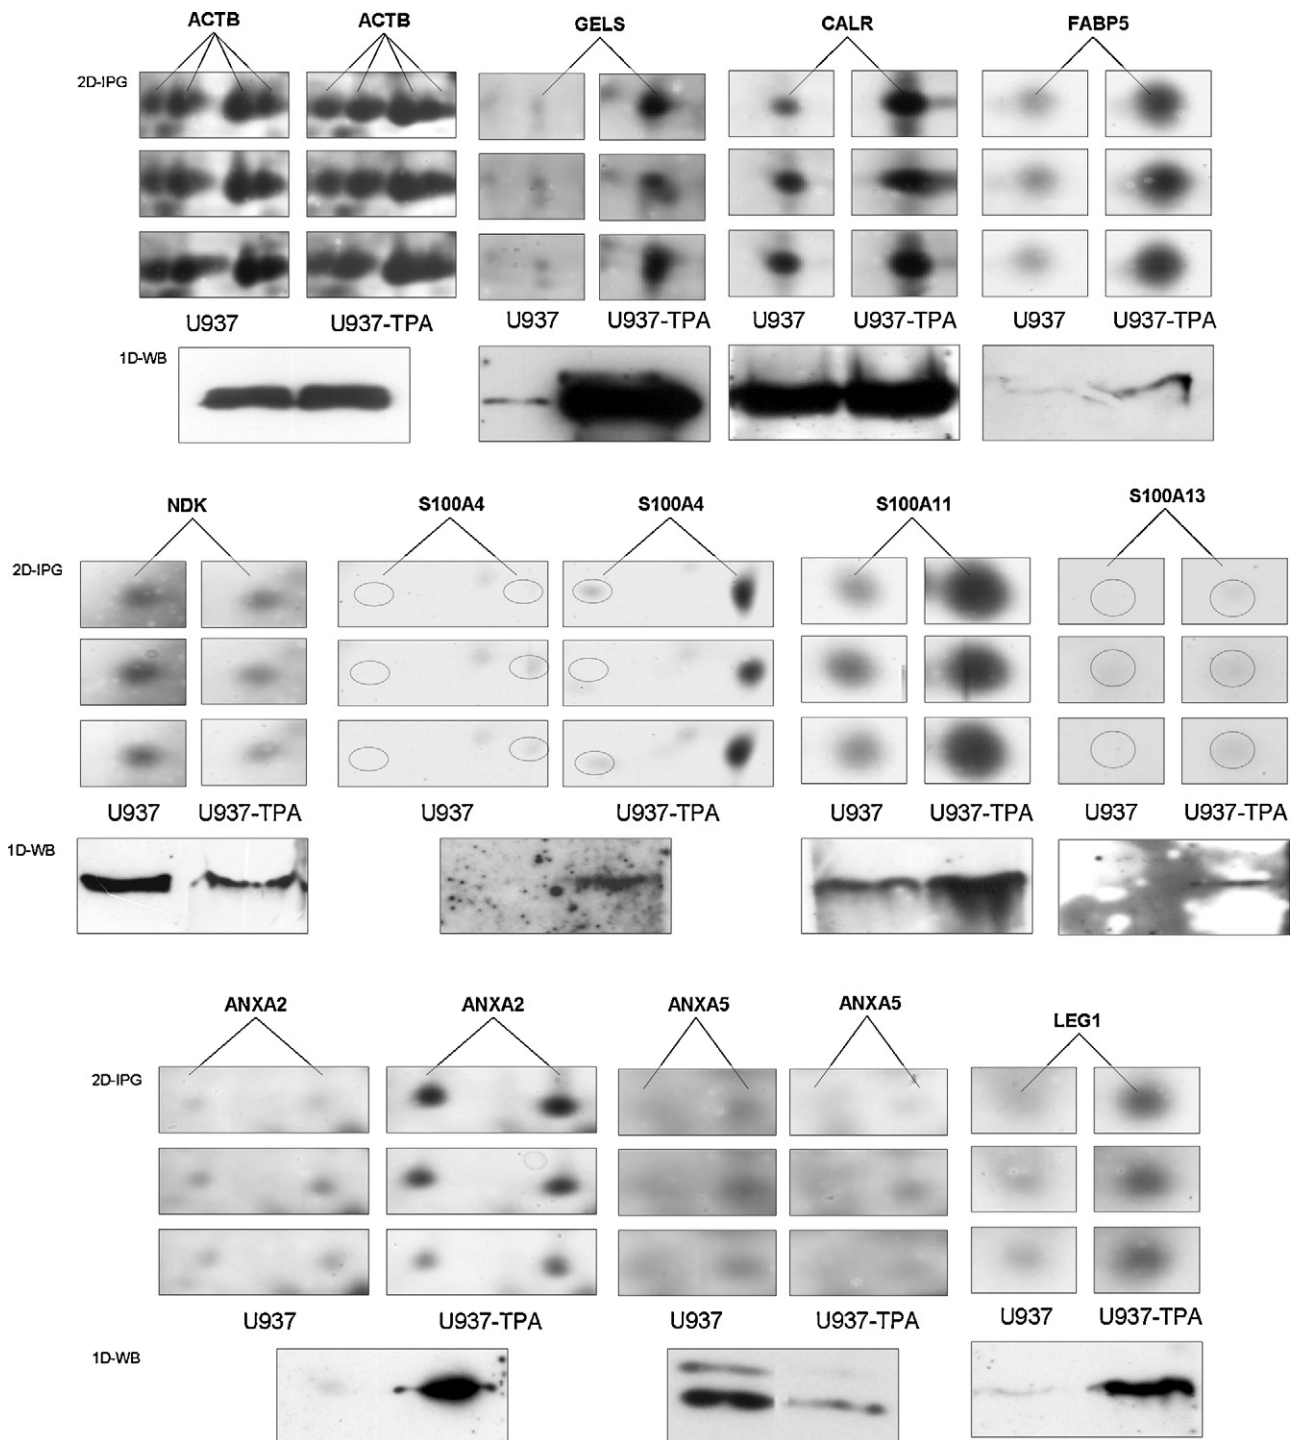 ACTB ACTB GELS CALR FABP5
2D-IPG
U937 U937-TPA U937 U937-TPA U937 U937-TPA U937 U937-TPA
1D-WB
NDK S100A4 S100A4 S100A11 S100A13
2D-IPG
U937 U937-TPA U937 U937-TPA U937 U937-TPA U937 U937-TPA
1D-WB
ANXA2 ANXA2 ANXA5 ANXA5 LEG1
2D-IPG
U937 U937-TPA U937 U937-TPA U937 U937-TPA
1D-WB